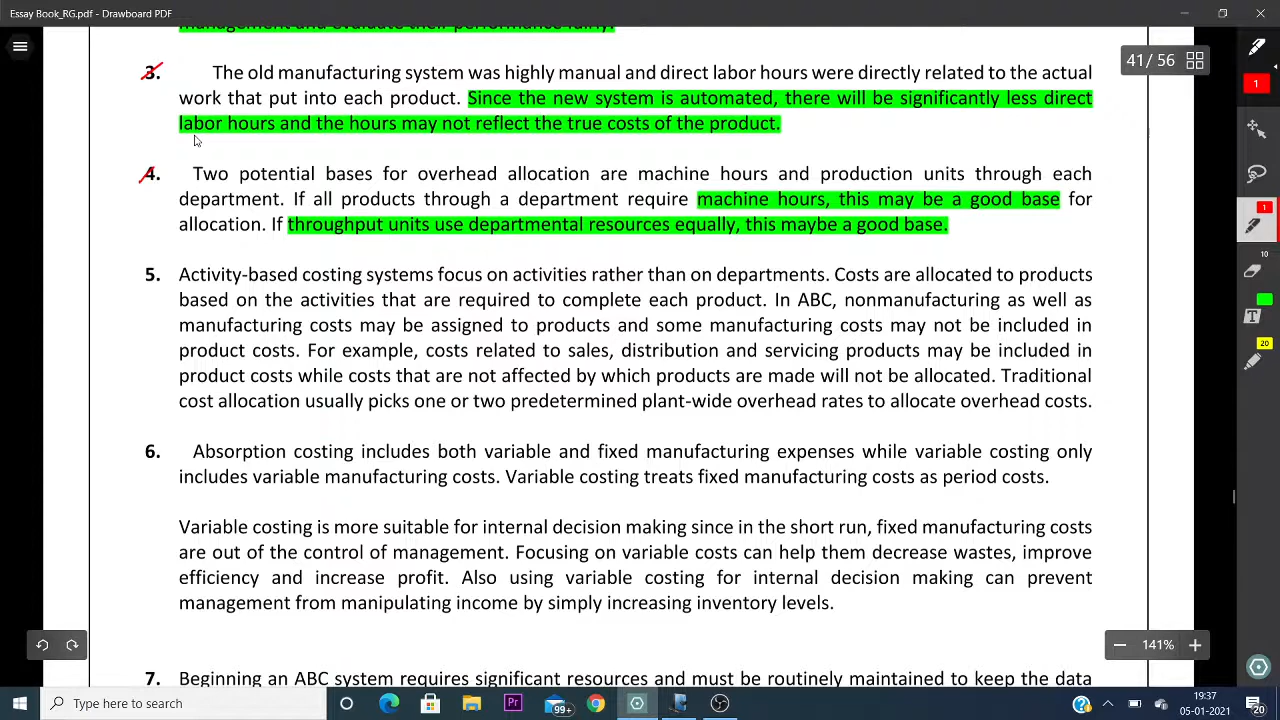 Essay Book_RG.pdf - Drawboard PDF
management and evaluate their performance fairly.
3. The old manufacturing system was highly manual and direct labor hours were directly related to the actual
work that put into each product. Since the new system is automated, there will be significantly less direct
labor hours and the hours may not reflect the true costs of the product.
41/ 56
1
4. Two potential bases for overhead allocation are machine hours and production units through each
department. If all products through a department require machine hours, this may be a good base for
allocation. If throughput units use departmental resources equally, this maybe a good base.
1
10
T
20
5. Activity-based costing systems focus on activities rather than on departments. Costs are allocated to products
based on the activities that are required to complete each product. In ABC, nonmanufacturing as well as
manufacturing costs may be assigned to products and some manufacturing costs may not be included in
product costs. For example, costs related to sales, distribution and servicing products may be included in
product costs while costs that are not affected by which products are made will not be allocated. Traditional
cost allocation usually picks one or two predetermined plant-wide overhead rates to allocate overhead costs.
6. Absorption costing includes both variable and fixed manufacturing expenses while variable costing only
includes variable manufacturing costs. Variable costing treats fixed manufacturing costs as period costs.
Variable costing is more suitable for internal decision making since in the short run, fixed manufacturing costs
are out of the control of management. Focusing on variable costs can help them decrease wastes, improve
efficiency and increase profit. Also using variable costing for internal decision making can prevent
management from manipulating income by simply increasing inventory levels.
141%
7. Beginning an ABC system requires significant resources and must be routinely maintained to keep the data
Type here to search
Pr
99+
19:37
05-01-2021
20